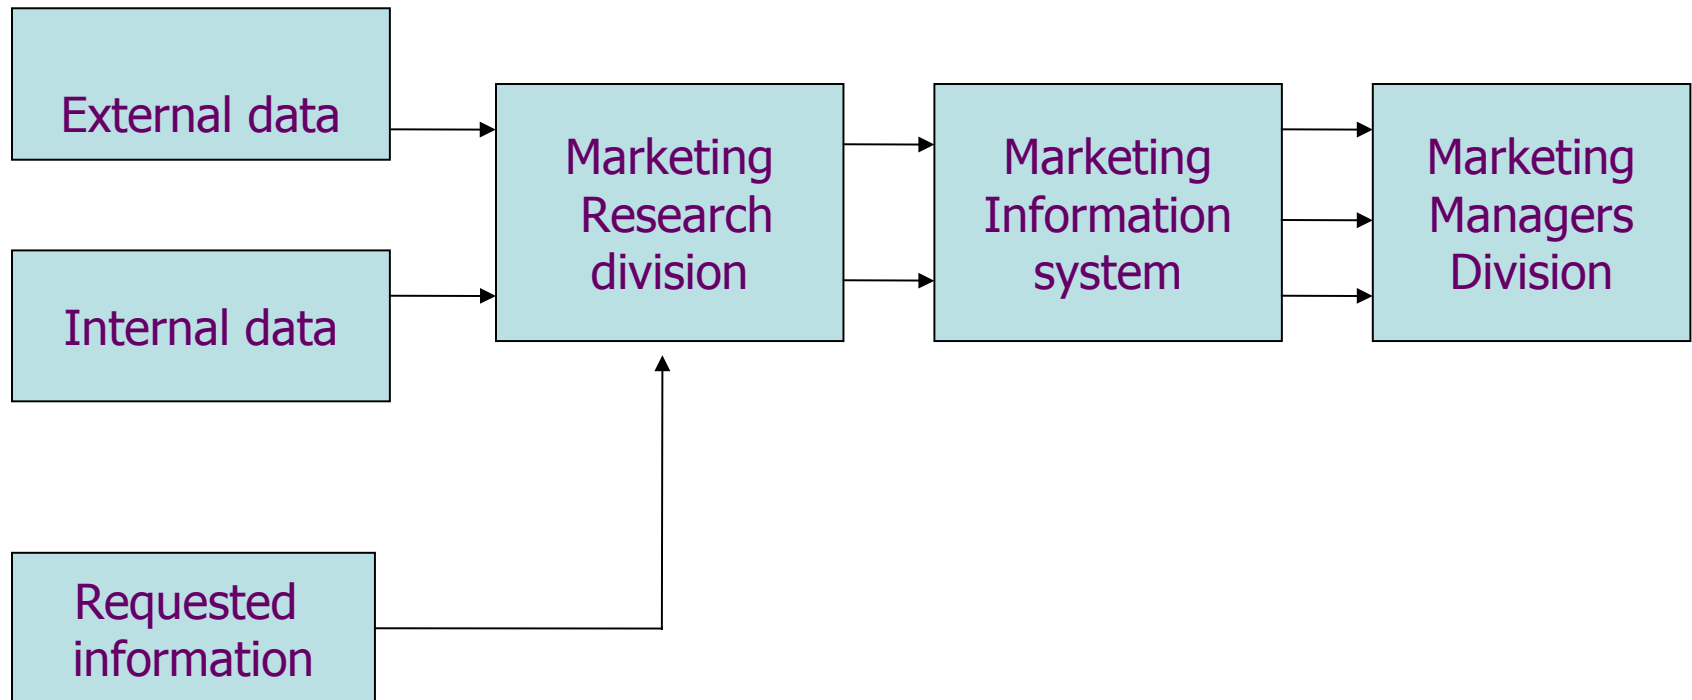 External data
Internal data
Requested
information
Marketing
Research
division
Marketing
Information
system
Marketing
Managers
Division